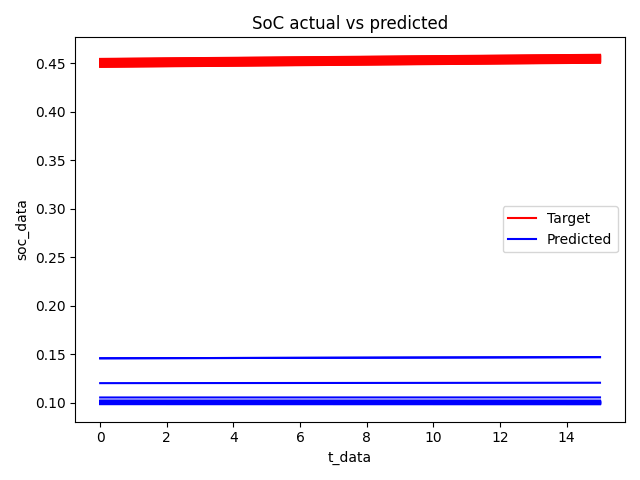 SoC actual vs predicted
soc_data
0.45
0.40
0.35
0.30
0.25
0.20
0.15
0.10
Target
Predicted
0 2 4 6 8 10 12 14
t_data